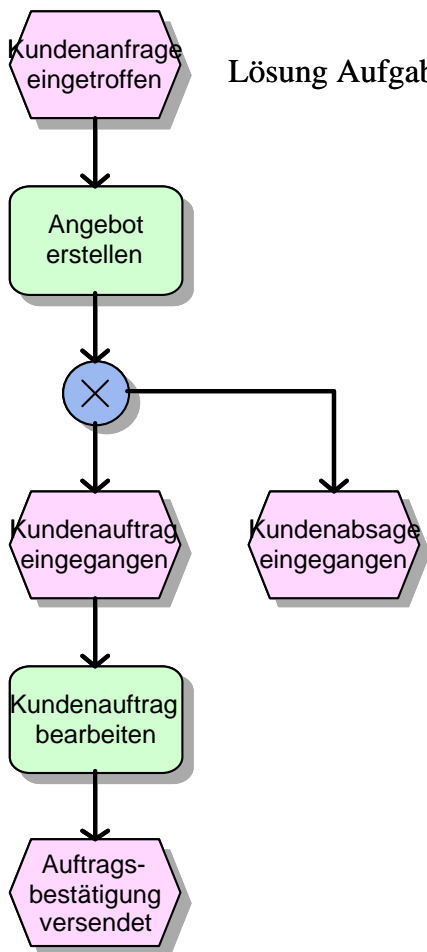 Kundenanfrage
eingetroffen
Lösung Aufgab
Angebot
erstellen
Kundenauftrag
eingegangen
Kundenabsage
eingegangen
Kundenauftrag
bearbeiten
Auftrags-
bestätigung
versendet